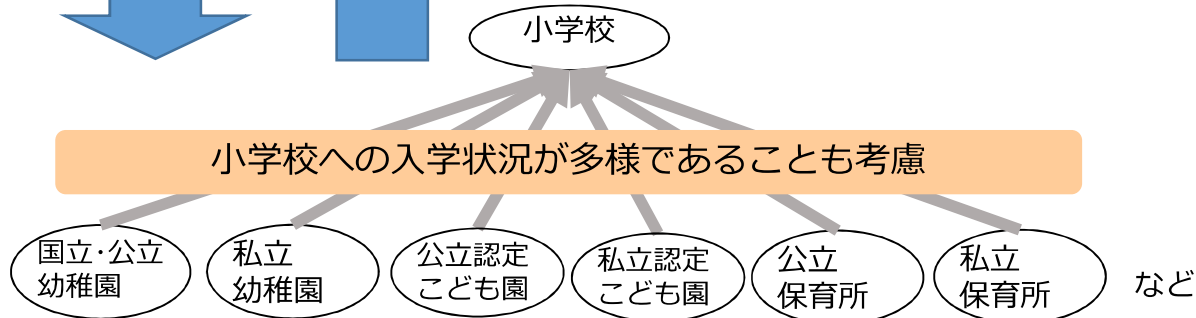 小学校
小学校への入学状況が多様であることも考慮
国立・公立
幼稚園
私立
幼稚園
公立認定
こども園
私立認定
こども園
公立
保育所
私立
保育所
など